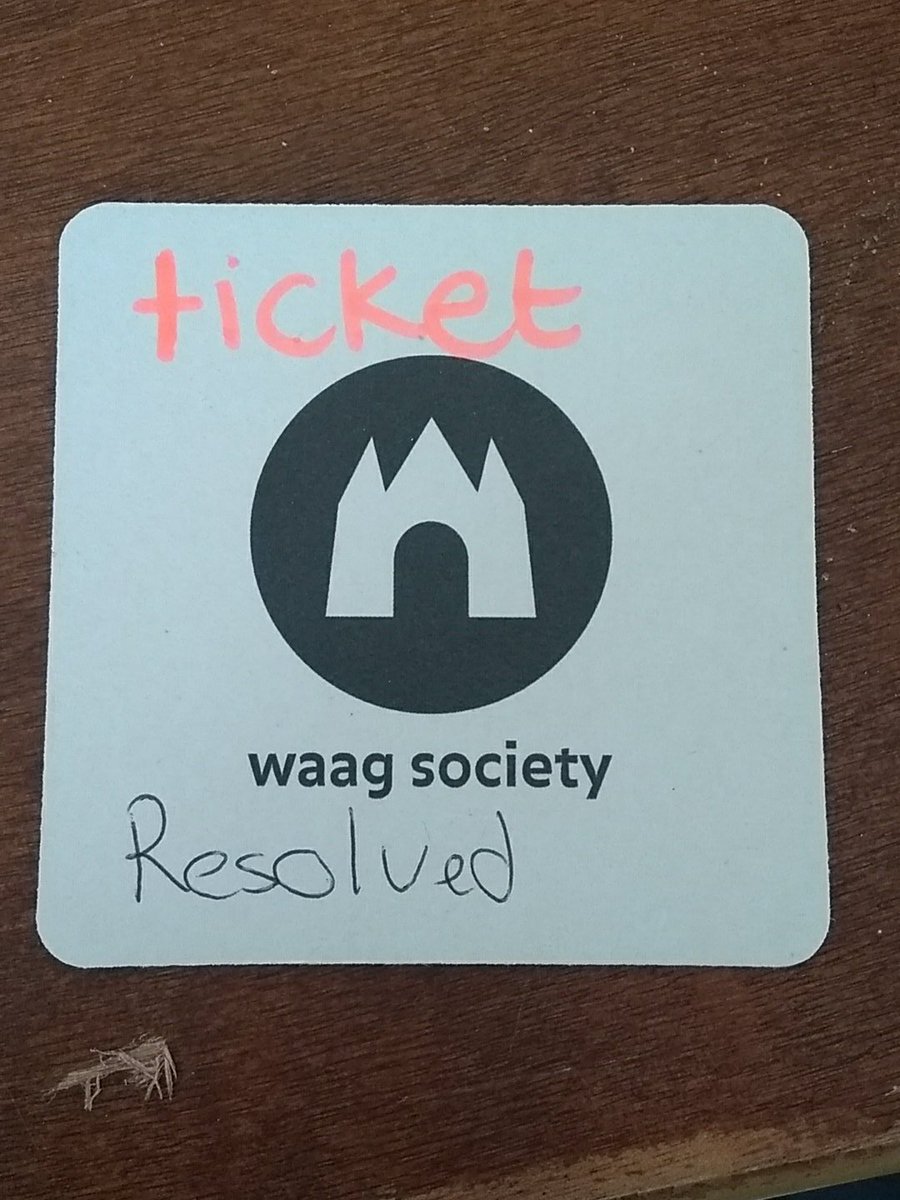 ticket
waag society
Resolved